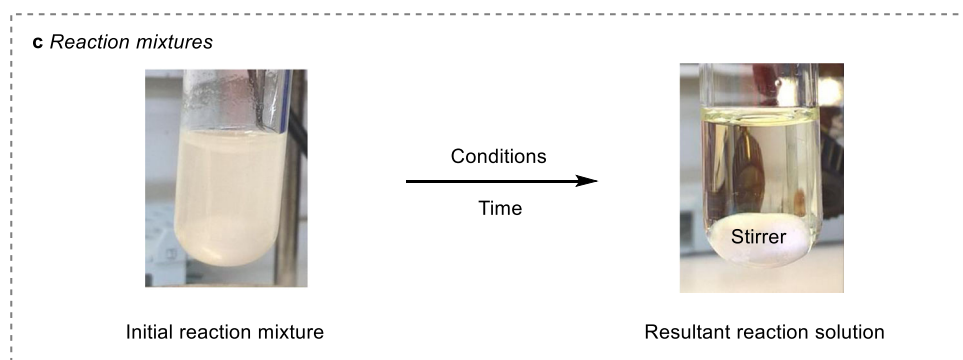 c Reaction mixtures
Conditions
Time
Stirrer
Initial reaction mixture
Resultant reaction solution